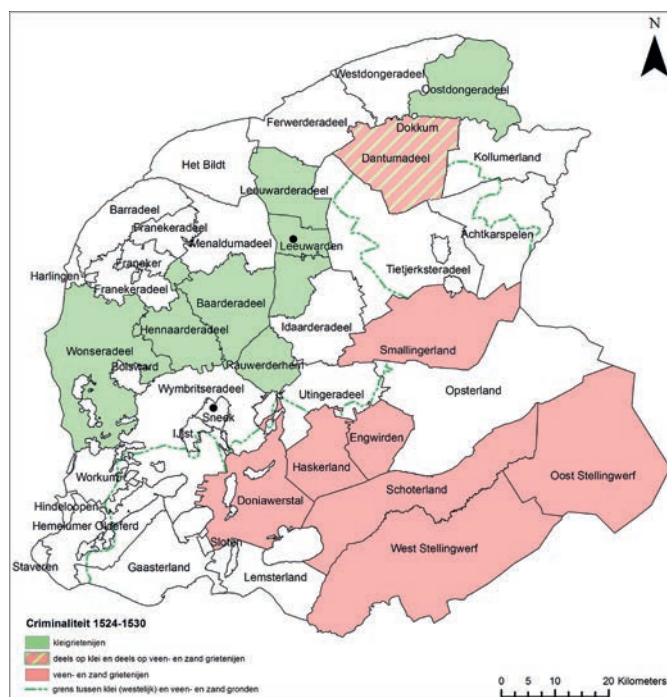 N
Westdongeradeel
Oostdongeradeel
Ferwerderadeel
Dokkum
Dantumadeel
Kollumerland
Het Bildt
Leeuwarderadeel
Barradeel
Franekeradeel
Menaldumadeel
Leeuwarden
Achtkarspelen
Franeker
Harlingen
Franekeradeel
Tietjerksteradeel
Baarderadeel
Idaarderadeel
Hennaarderadeel
Smallingerland
Wonseradeel
Rauwerderhem
Bolsward
Wymbritseradeel
Utingeradeel
Opsterland
Sneek
IJlst
Engwirden
Haskerland
Workum
Schoterland
Oost Stellingwerf
Doniawerstal
Hindeloopen
Hemelumer Oldeferd
Sloten
West Stellingwerf
Staveren
Gaasterland
Lemsterland
Criminaliteit 1524-1530
kleigrietenijen
deels op klei en deels op veen- en zand grietenijen
veen- en zand grietenijen
grens tussen klei (westelijk) en veen- en zand gronden
0 5 10 20 Kilometers